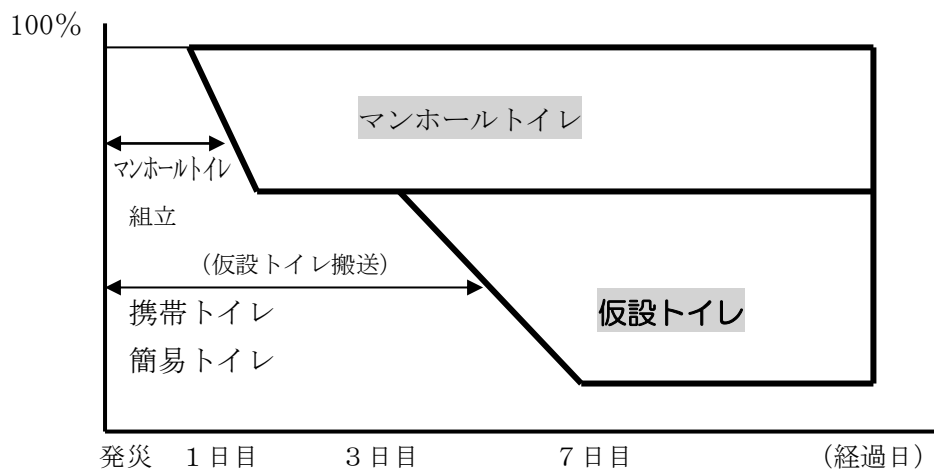 100％
マンホールトイレ
マンホールトイレ
組立
（仮設トイレ搬送）
携帯トイレ
仮設トイレ
簡易トイレ
発災　１日目　３日目　７日目　（経過日）